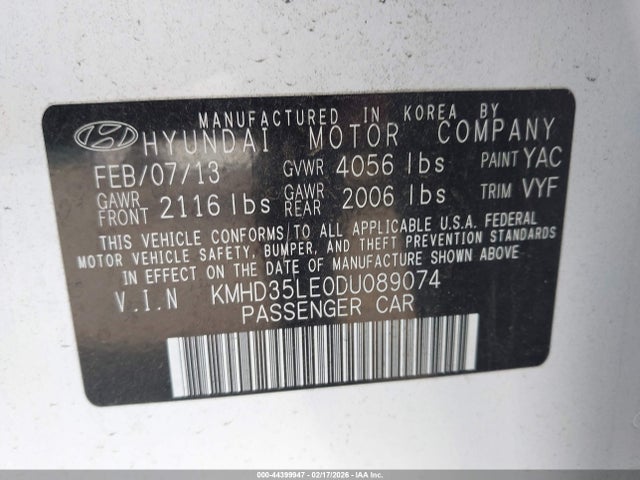 MANUFACTURED IN KOREA BY
HYUNDAI MOTOR COMPANY
FEB/07/13 GVWR 4056 lbs PAINT YAC
GAWR FRONT 2116 lbs GAWR REAR 2006 lbs TRIM VYF
THIS VEHICLE CONFORMS TO ALL APPLICABLE U.S.A. FEDERAL
MOTOR VEHICLE SAFETY, BUMPER, AND THEFT PREVENTION STANDARDS
IN EFFECT ON THE DATE OF MANUFACTURE SHOWN ABOVE
V.I.N KMHD35LE0DU089074
PASSENGER CAR
000-44399947 - 02/17/2026 - IAA Inc.